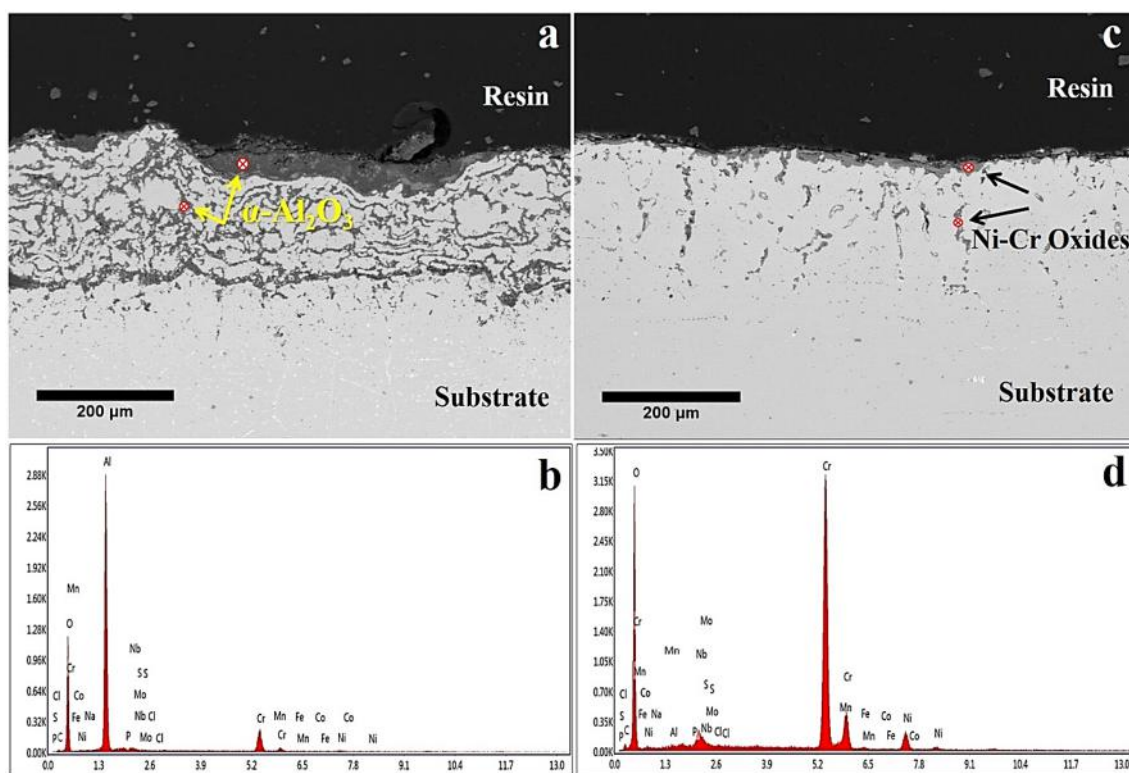 a
Resin
α-Al₂O₃
Substrate
200 μm
c
Resin
Ni-Cr Oxides
Substrate
200 μm
b
2.88K
2.56K
2.24K
1.92K
1.60K
1.28K
0.96K
0.64K
0.32K
0.00K
Al
Mn
O
Cr
Cl
Co
S
Fe
Na
P
C
Ni
Nb
S S
Mo
Nb Cl
P
Mo Cl
Cr
Mn
Fe
Co
Co
Cr
Mn
Fe
Ni
Ni
0.0 1.3 2.6 3.9 5.2 6.5 7.8 9.1 10.4 11.7 13.0
d
3.50K
3.15K
2.80K
2.45K
2.10K
1.75K
1.40K
1.05K
0.70K
0.35K
0.00K
O
Cr
Cr
Mo
Mn
Nb
Mn
Cl
Co
S S
Cr
S
Fe
Na
Mo
Mn
Fe
Co
Ni
P
C
Ni
Al
P
Nb
Cl
Cl
Mn
Fe
Co
Ni
0.0 1.3 2.6 3.9 5.2 6.5 7.8 9.1 10.4 11.7 13.0